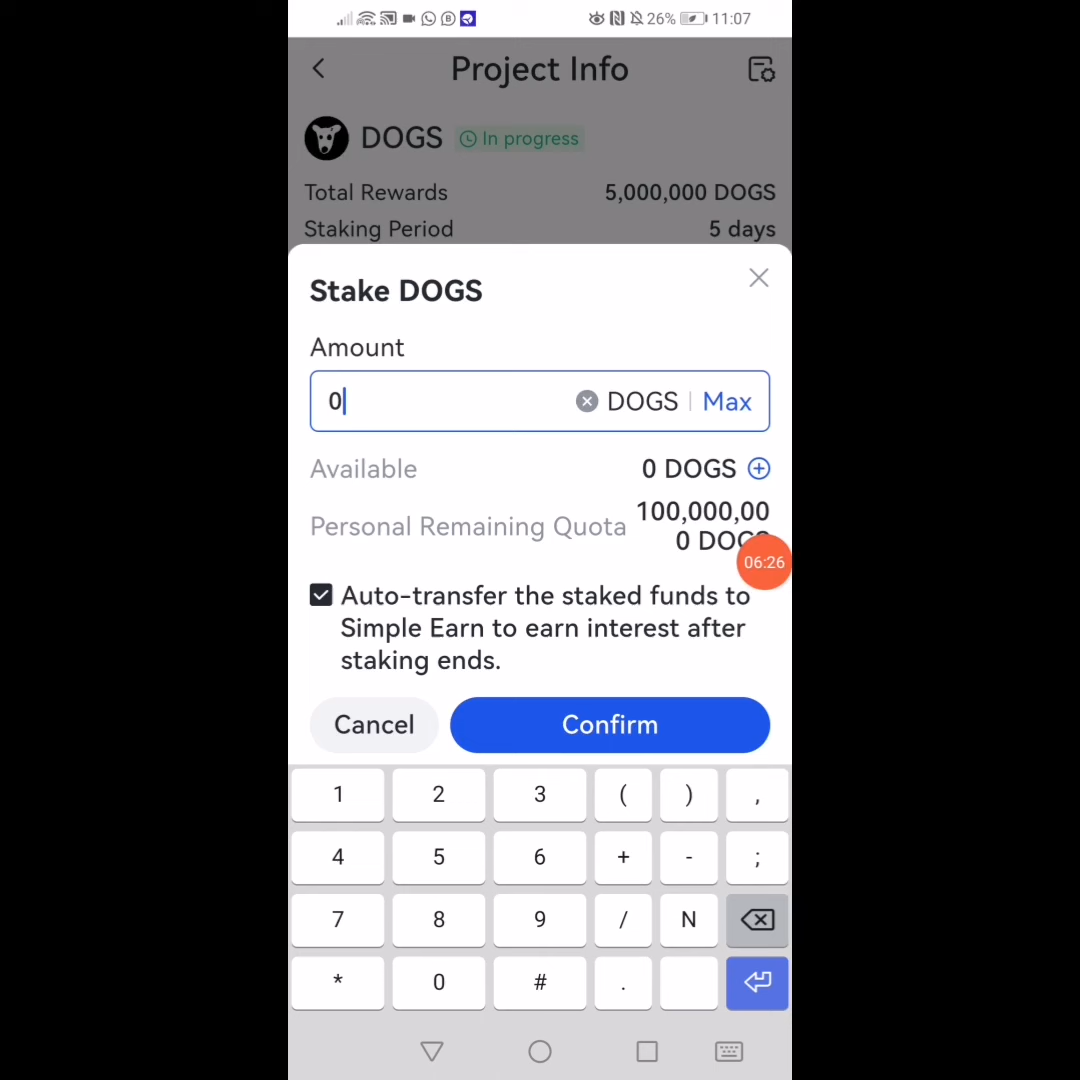 26% 11:07
Project Info
DOGS In progress
Total Rewards 5,000,000 DOGS
Staking Period 5 days
Stake DOGS
Amount
0 DOGS Max
Available 0 DOGS
Personal Remaining Quota 100,000,00
0 DOGS
06:26
Auto-transfer the staked funds to
Simple Earn to earn interest after
staking ends.
Cancel Confirm
1 2 3 ( ) ,
4 5 6 + - ;
7 8 9 / N
* 0 # .